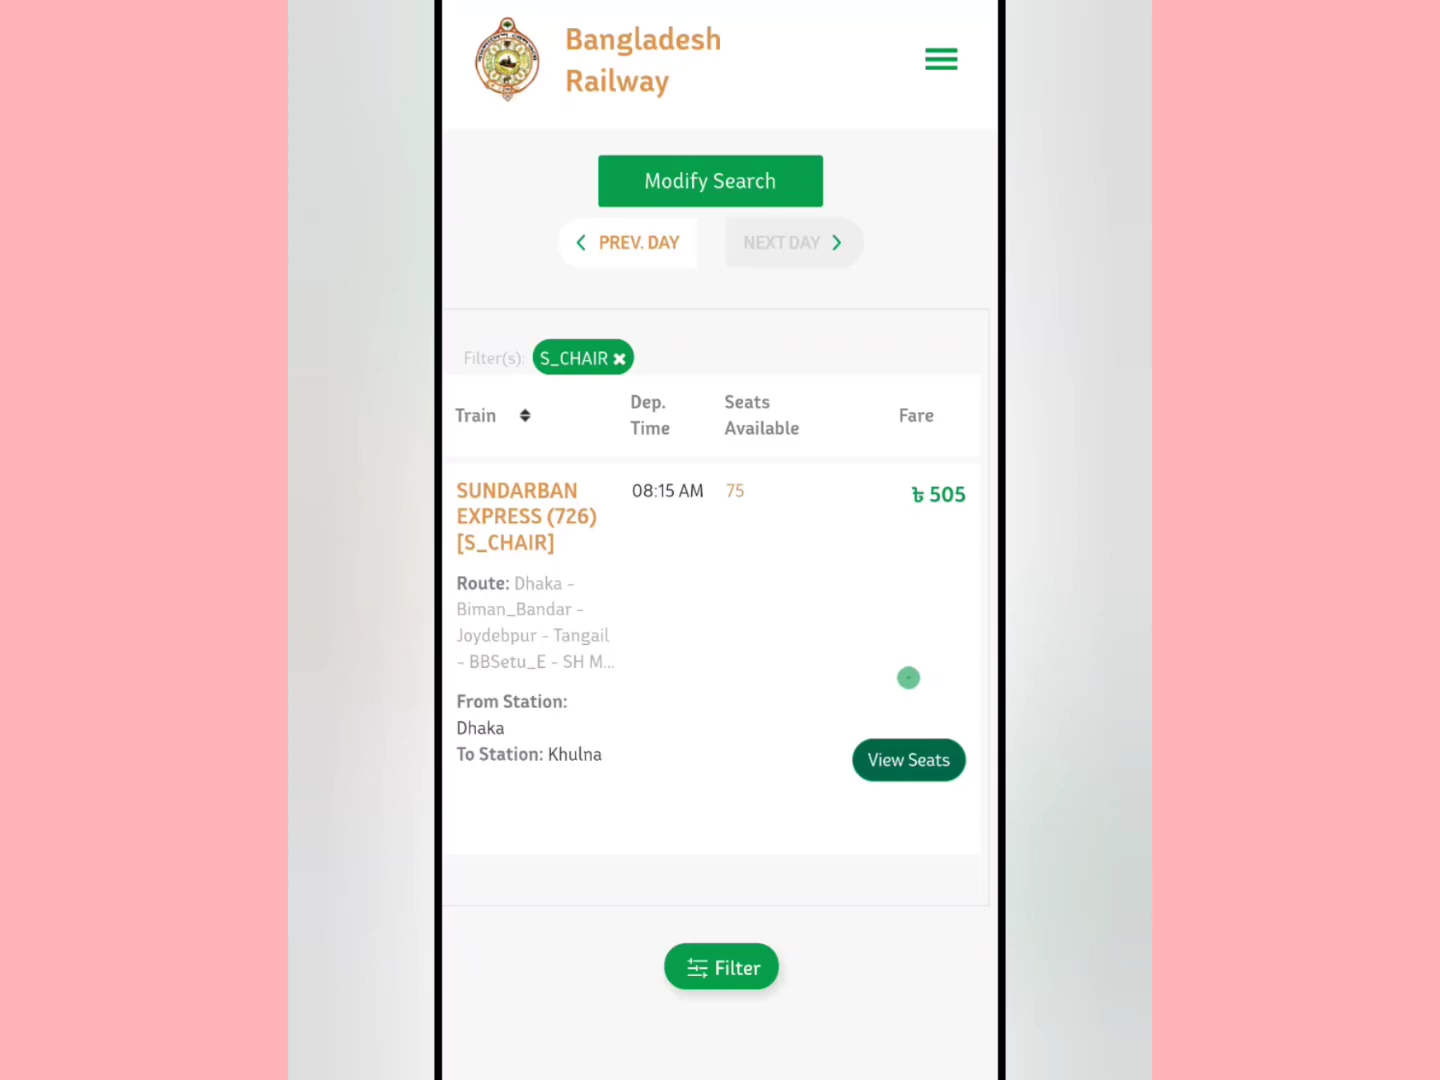 Bangladesh
Railway
Modify Search
PREV. DAY
NEXT DAY
Filter(s): S_CHAIR
Train
Dep.
Time
Seats
Available
Fare
SUNDARBAN
EXPRESS (726)
[S_CHAIR]
08:15 AM
75
৳ 505
Route: Dhaka -
Biman_Bandar -
Joydebpur - Tangail
- BBSetu_E - SH M...
From Station:
Dhaka
To Station: Khulna
View Seats
Filter